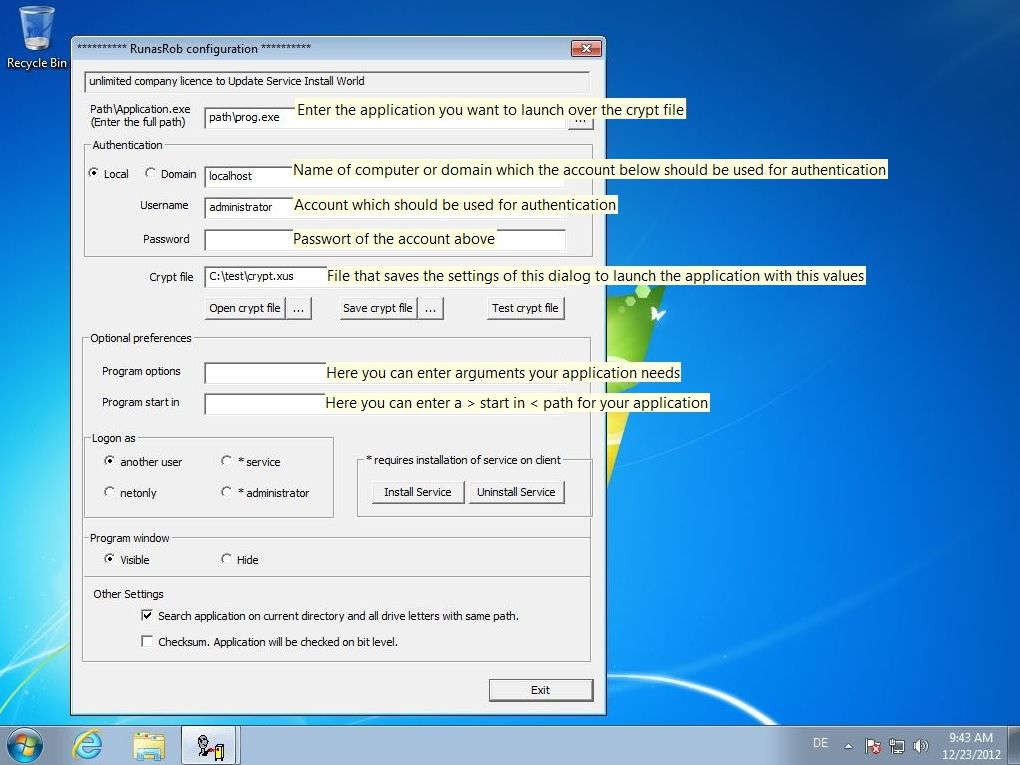 Recycle Bin
********** RunasRob configuration **********
unlimited company licence to Update Service Install World
Path\Application.exe
(Enter the full path)
path\prog.exe
Enter the application you want to launch over the crypt file
...
Authentication
Local
Domain
localhost
Name of computer or domain which the account below should be used for authentication
Username
administrator
Account which should be used for authentication
Password
Passwort of the account above
Crypt file
C:\test\crypt.xus
File that saves the settings of this dialog to launch the application with this values
Open crypt file
...
Save crypt file
...
Test crypt file
Optional preferences
Program options
Here you can enter arguments your application needs
Program start in
Here you can enter a > start in < path for your application
Logon as
another user
* service
* requires installation of service on client
netonly
* administrator
Install Service
Uninstall Service
Program window
Visible
Hide
Other Settings
Search application on current directory and all drive letters with same path.
Checksum. Application will be checked on bit level.
Exit
DE
9:43 AM
12/23/2012